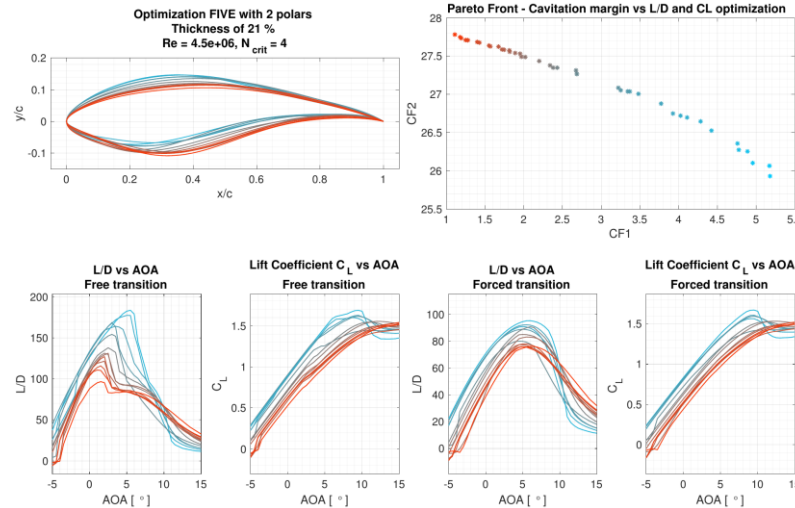 Optimization FIVE with 2 polars
Thickness of 21 %
Re = 4.5e+06, N crit = 4
0.2
0.1
0
-0.1
y/c
0 0.2 0.4 0.6 0.8 1
x/c
Pareto Front - Cavitation margin vs L/D and CL optimization
28
27.5
27
26.5
26
25.5
CF2
1 1.5 2 2.5 3 3.5 4 4.5 5 5.
CF1
L/D vs AOA
Free transition
200
150
100
50
0
L/D
-5 0 5 10 15
AOA [ ° ]
Lift Coefficient C L vs AOA
Free transition
1.5
1
0.5
0
C L
-5 0 5 10 15
AOA [ ° ]
L/D vs AOA
Forced transition
100
80
60
40
20
0
L/D
-5 0 5 10 15
AOA [ ° ]
Lift Coefficient C L vs AOA
Forced transition
1.5
1
0.5
0
C L
-5 0 5 10 15
AOA [ ° ]